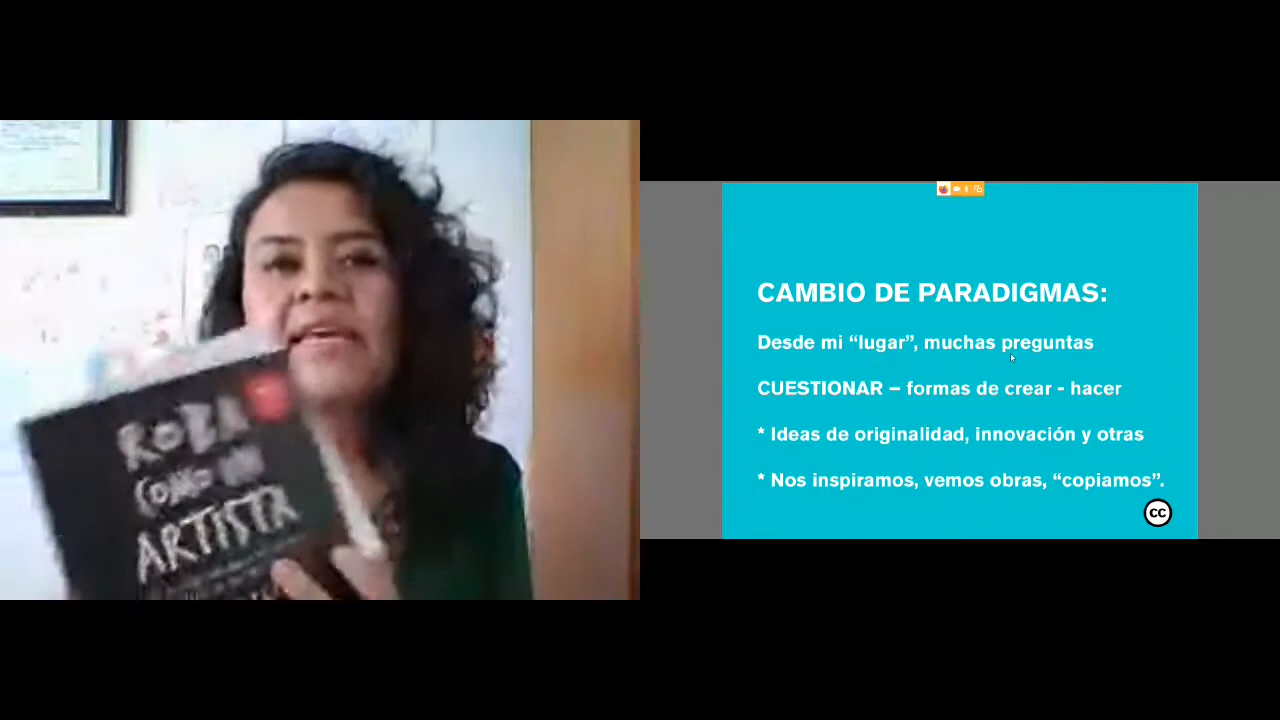 ROBA
COMO UN
ARTISTA
CAMBIO DE PARADIGMAS:
Desde mi “lugar”, muchas preguntas
CUESTIONAR – formas de crear - hacer
* Ideas de originalidad, innovación y otras
* Nos inspiramos, vemos obras, “copiamos”.
cc